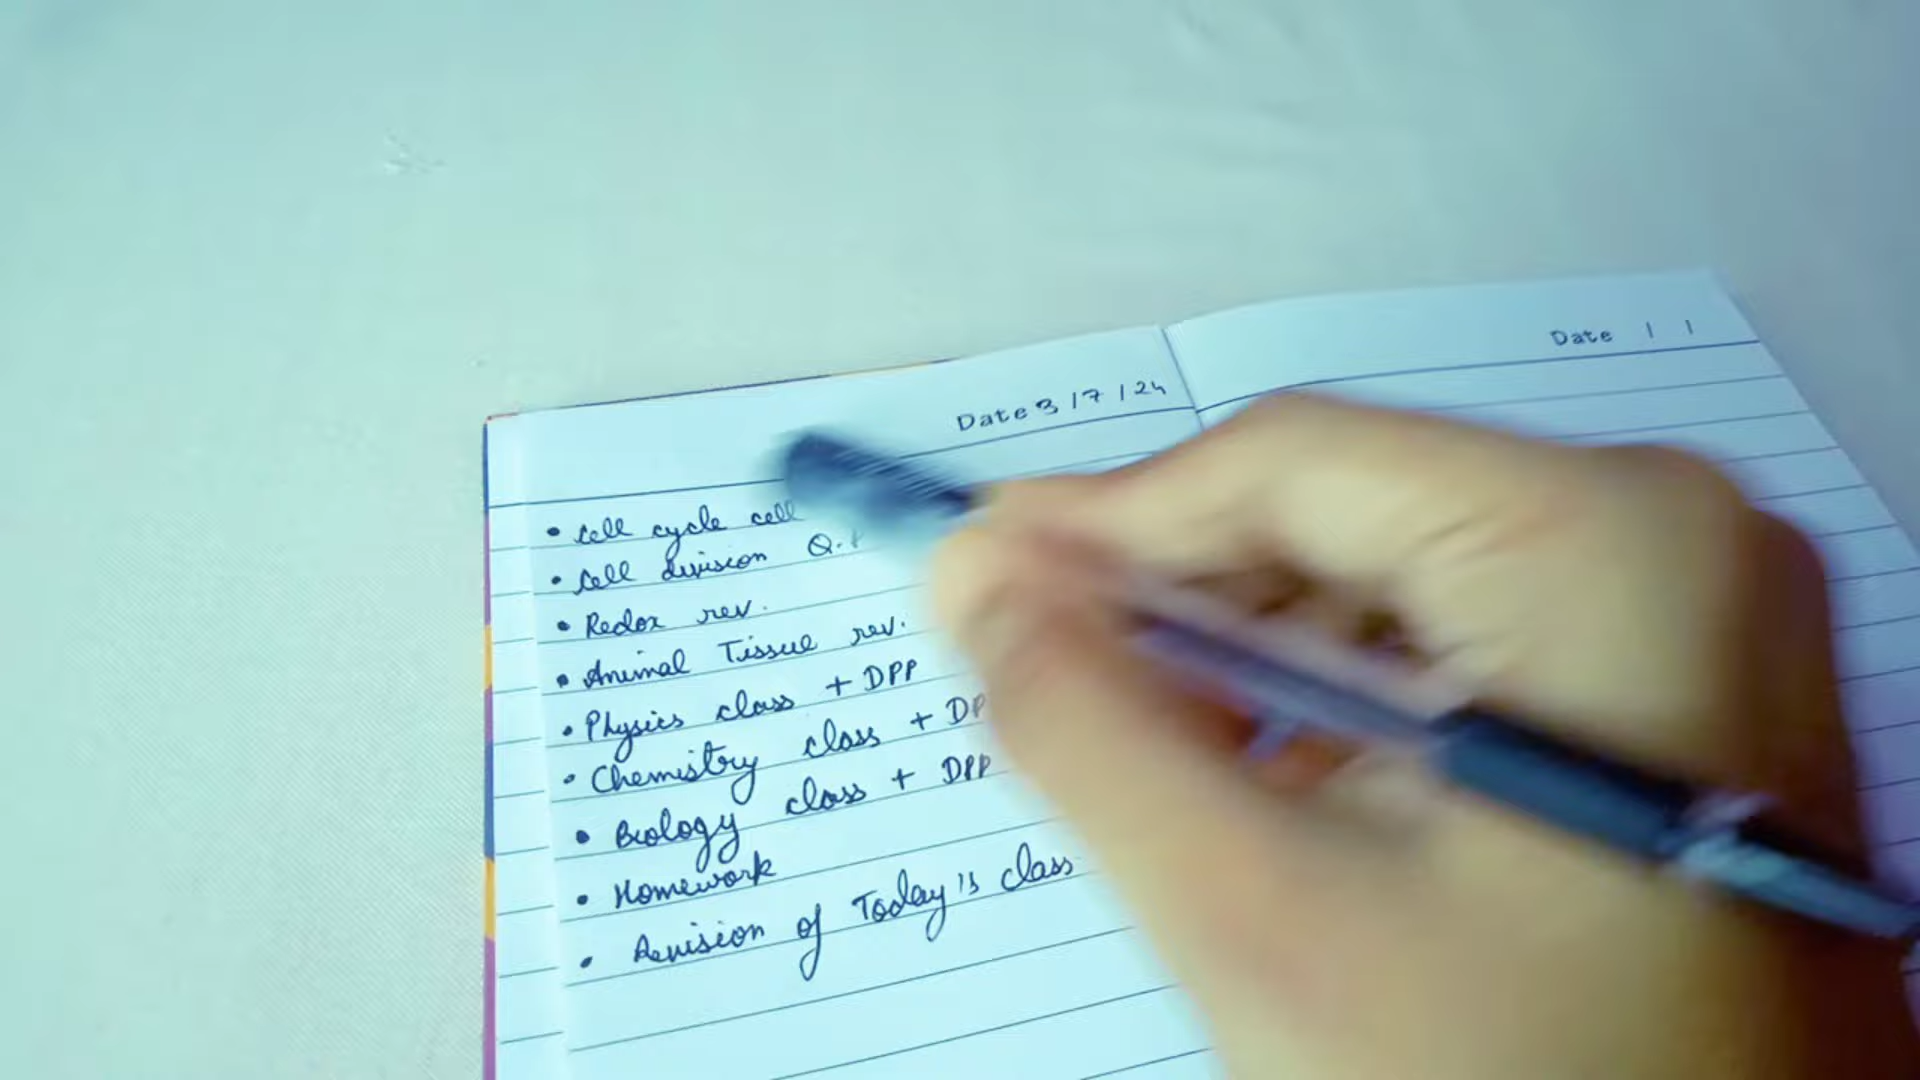 Date 3/7/24
Date / /
• Cell cycle cell
• Cell division Q.
• Redox rev.
• Animal Tissue rev.
• Physics class + DPP
• Chemistry class + DP
• Biology class + DPP
• Homework
• Revision of Today's class